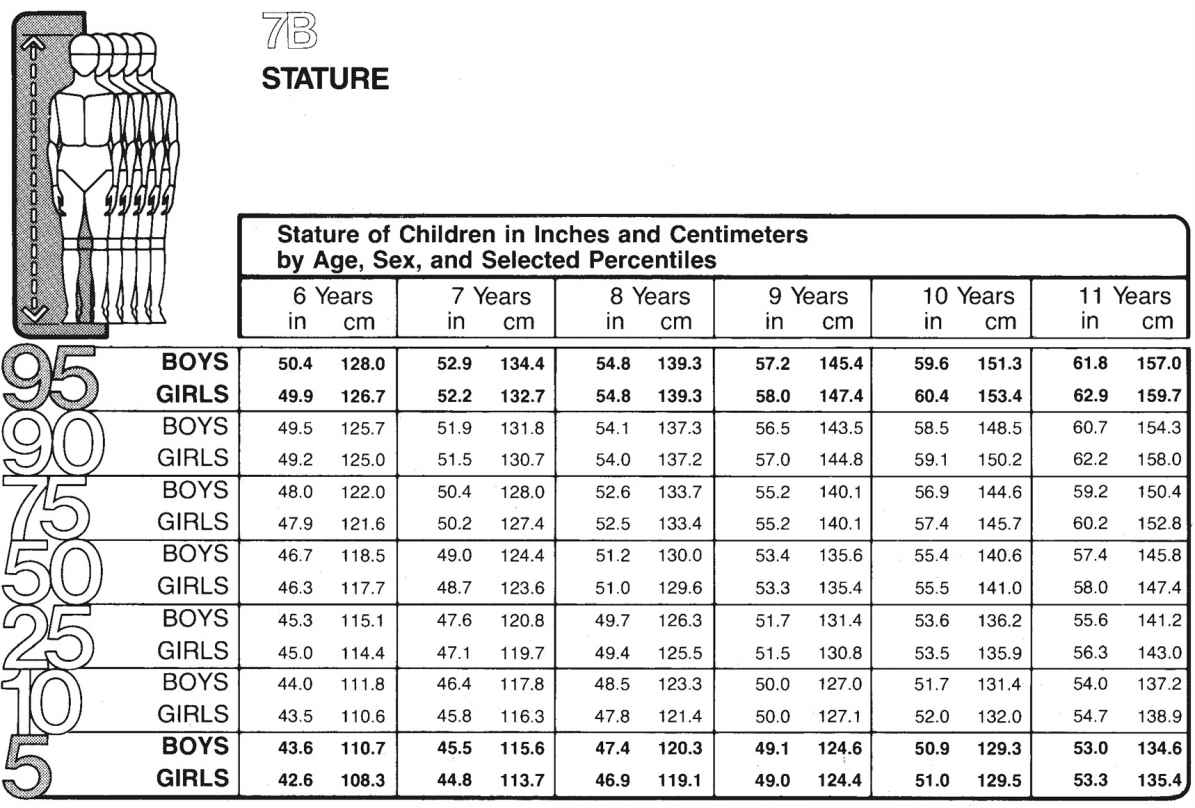 7B
STATURE
Stature of Children in Inches and Centimeters
by Age, Sex, and Selected Percentiles
6 Years 7 Years 8 Years 9 Years 10 Years 11 Years
in cm in cm in cm in cm in cm in cm
95 BOYS 50.4 128.0 52.9 134.4 54.8 139.3 57.2 145.4 59.6 151.3 61.8 157.0
GIRLS 49.9 126.7 52.2 132.7 54.8 139.3 58.0 147.4 60.4 153.4 62.9 159.7
90 BOYS 49.5 125.7 51.9 131.8 54.1 137.3 56.5 143.5 58.5 148.5 60.7 154.3
GIRLS 49.2 125.0 51.5 130.7 54.0 137.2 57.0 144.8 59.1 150.2 62.2 158.0
75 BOYS 48.0 122.0 50.4 128.0 52.6 133.7 55.2 140.1 56.9 144.6 59.2 150.4
GIRLS 47.9 121.6 50.2 127.4 52.5 133.4 55.2 140.1 57.4 145.7 60.2 152.8
50 BOYS 46.7 118.5 49.0 124.4 51.2 130.0 53.4 135.6 55.4 140.6 57.4 145.8
GIRLS 46.3 117.7 48.7 123.6 51.0 129.6 53.3 135.4 55.5 141.0 58.0 147.4
25 BOYS 45.3 115.1 47.6 120.8 49.7 126.3 51.7 131.4 53.6 136.2 55.6 141.2
GIRLS 45.0 114.4 47.1 119.7 49.4 125.5 51.5 130.8 53.5 135.9 56.3 143.0
10 BOYS 44.0 111.8 46.4 117.8 48.5 123.3 50.0 127.0 51.7 131.4 54.0 137.2
GIRLS 43.5 110.6 45.8 116.3 47.8 121.4 50.0 127.1 52.0 132.0 54.7 138.9
5 BOYS 43.6 110.7 45.5 115.6 47.4 120.3 49.1 124.6 50.9 129.3 53.0 134.6
GIRLS 42.6 108.3 44.8 113.7 46.9 119.1 49.0 124.4 51.0 129.5 53.3 135.4